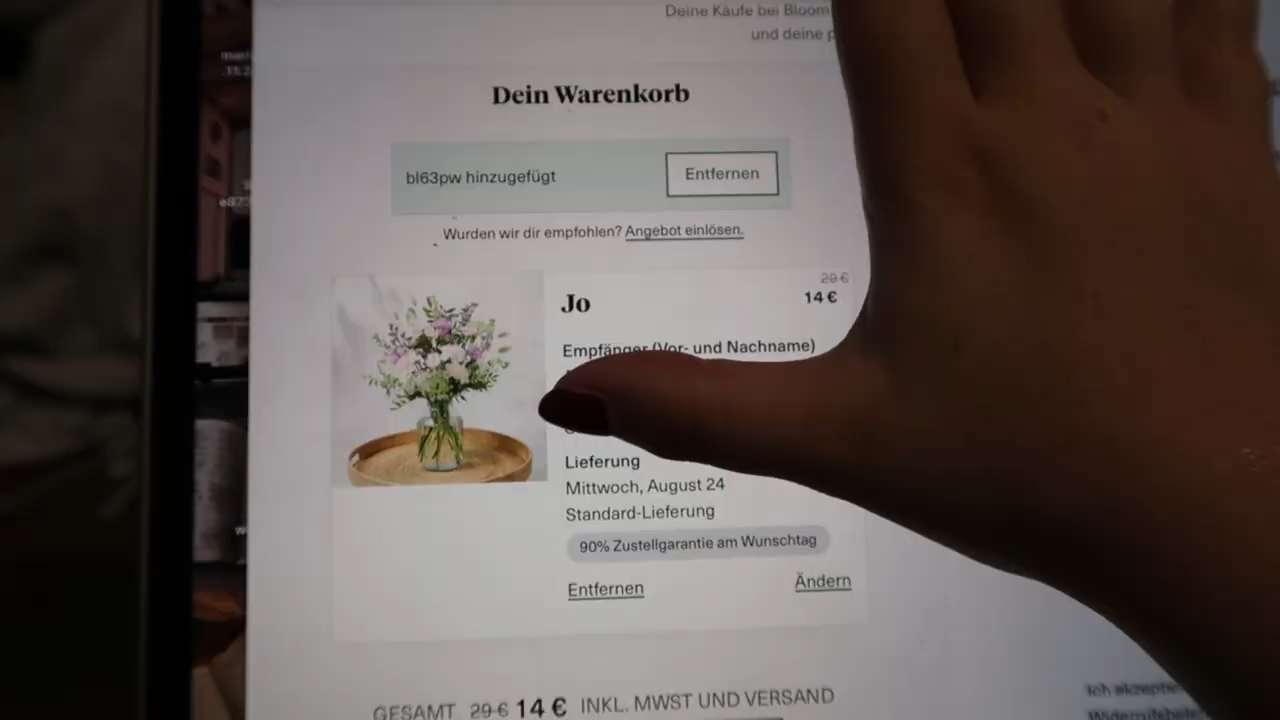 Deine Käufe bei Bloom
und deine p
Dein Warenkorb
bl63pw hinzugefügt
Entfernen
Wurden wir dir empfohlen? Angebot einlösen.
29 €
Jo
14 €
Empfänger (Vor- und Nachname)
Lieferung
Mittwoch, August 24
Standard-Lieferung
90% Zustellgarantie am Wunschtag
Entfernen
Ändern
GESAMT 29 € 14 € INKL. MWST UND VERSAND
Ich akzeptie
Widerrufsbele